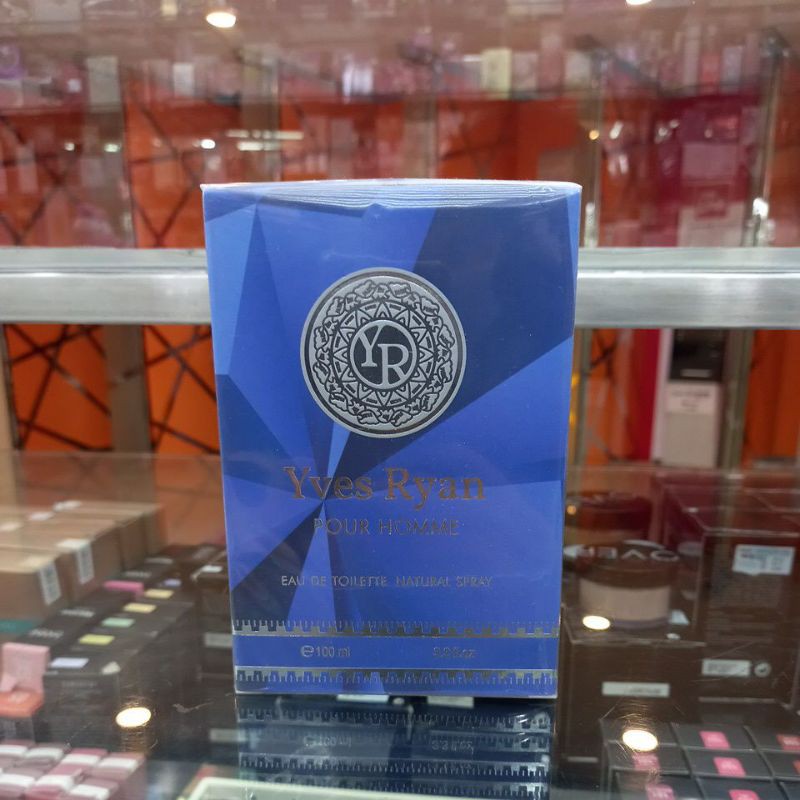 YR
Yves Ryan
POUR HOMME
EAU DE TOILETTE NATURAL SPRAY
℮ 100 ml 3.3 fl.oz